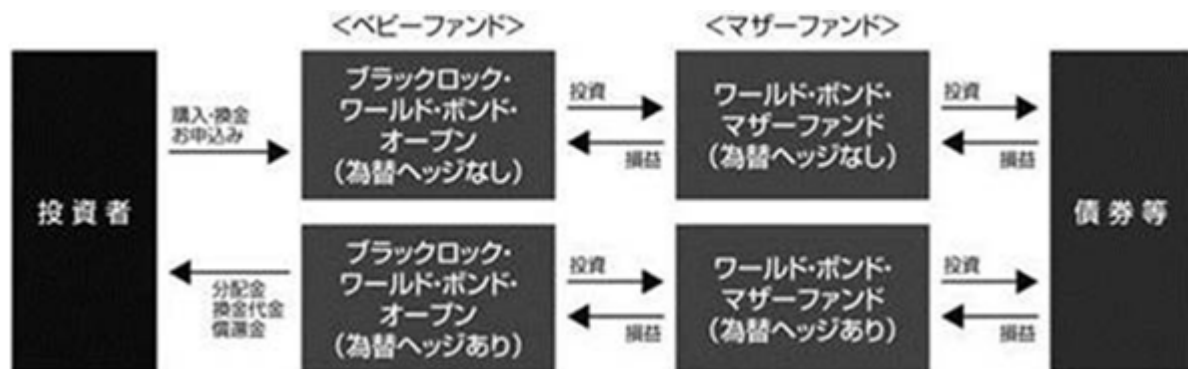 <ベビーファンド>
<マザーファンド>
投資者
購入・換金
お申込み
分配金
換金代金
償還金
ブラックロック・
ワールド・ボンド・
オープン
(為替ヘッジなし)
投資
損益
ワールド・ボンド・
マザーファンド
(為替ヘッジなし)
投資
損益
ブラックロック・
ワールド・ボンド・
オープン
(為替ヘッジあり)
投資
損益
ワールド・ボンド・
マザーファンド
(為替ヘッジあり)
投資
損益
債券等